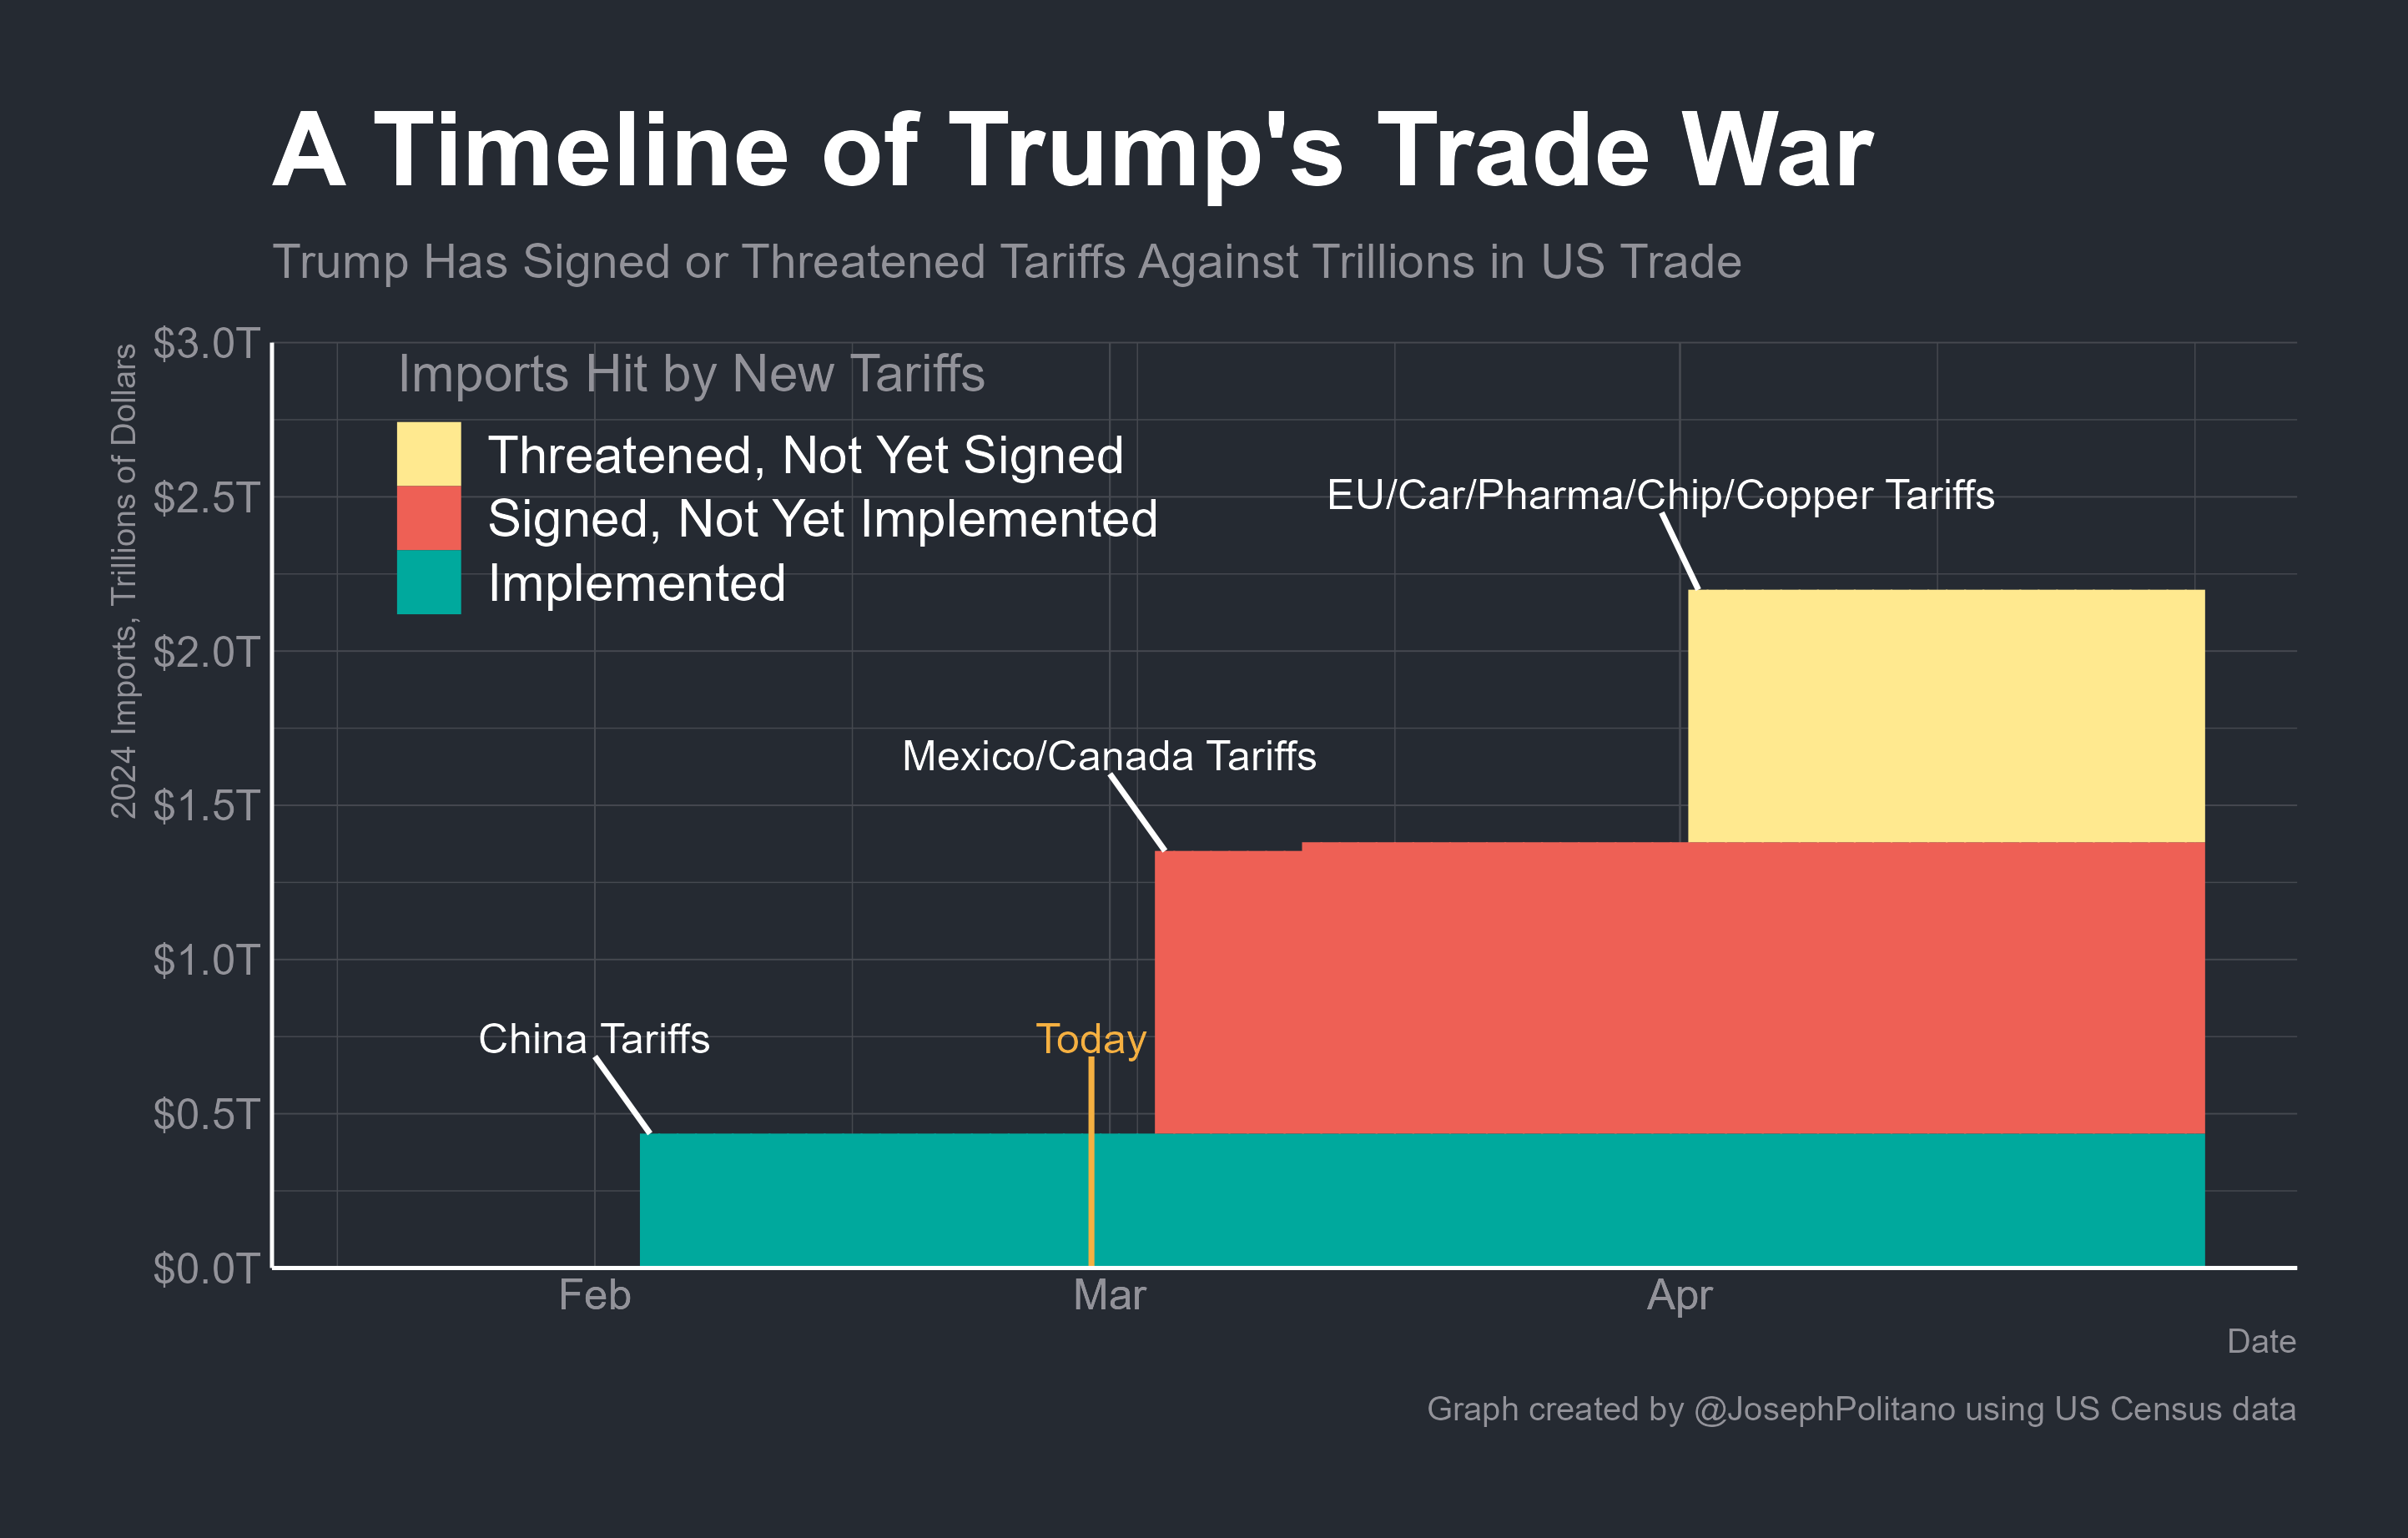 A Timeline of Trump's Trade War
Trump Has Signed or Threatened Tariffs Against Trillions in US Trade
2024 Imports, Trillions of Dollars
$3.0T
$2.5T
$2.0T
$1.5T
$1.0T
$0.5T
$0.0T
Imports Hit by New Tariffs
Threatened, Not Yet Signed
Signed, Not Yet Implemented
Implemented
EU/Car/Pharma/Chip/Copper Tariffs
Mexico/Canada Tariffs
China Tariffs
Today
Feb
Mar
Apr
Date
Graph created by @JosephPolitano using US Census data